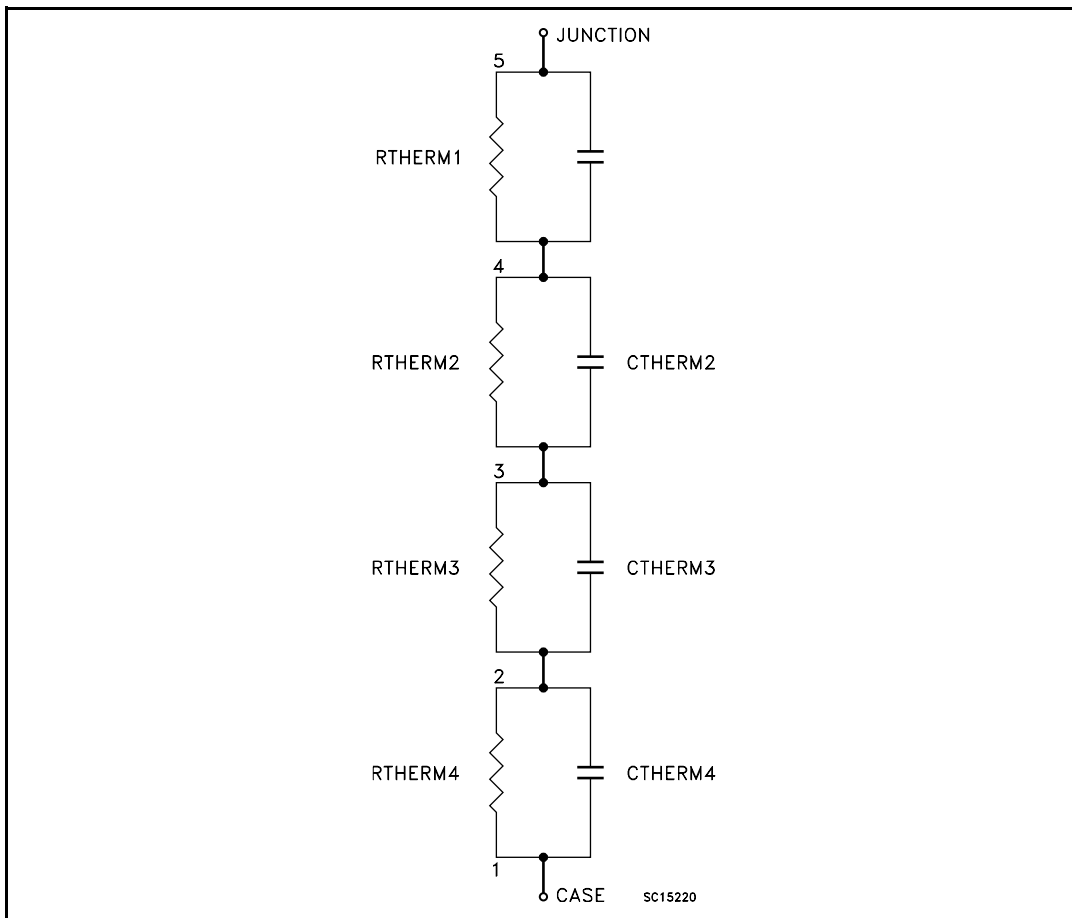 JUNCTION
5
RTHERM1
4
RTHERM2 CTHERM2
3
RTHERM3 CTHERM3
2
RTHERM4 CTHERM4
1
CASE SC15220